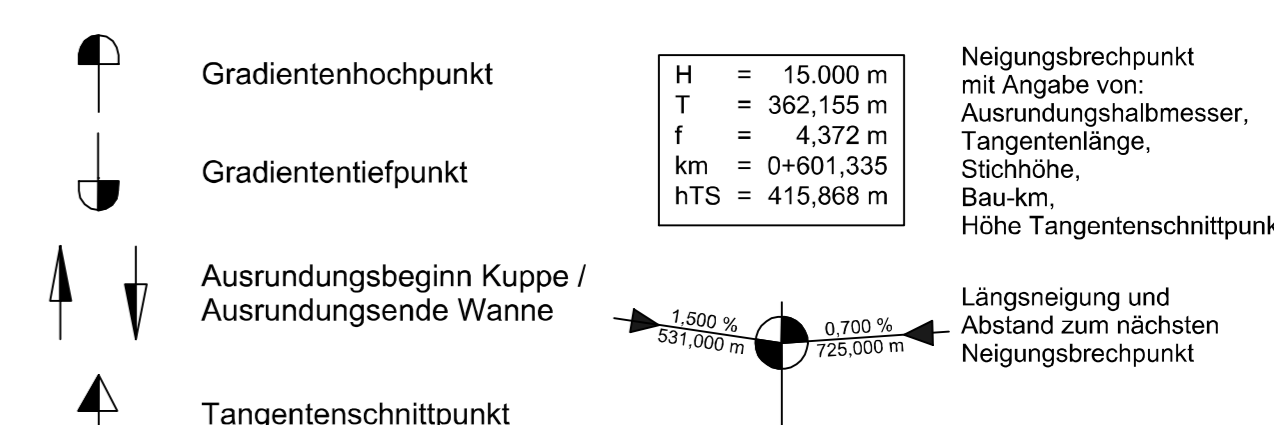 Gradientenhochpunkt
Gradiententiefpunkt
Ausrundungsbeginn Kuppe /
Ausrundungsende Wanne
Tangentenschnittpunkt
H = 15.000 m
T = 362,155 m
f = 4,372 m
km = 0+601,335
hTS = 415,868 m
Neigungsbrechpunkt
mit Angabe von:
Ausrundungshalbmesser,
Tangentenlänge,
Stichhöhe,
Bau-km,
Höhe Tangentenschnittpunk
1,500 %
531,000 m
0,700 %
725,000 m
Längsneigung und
Abstand zum nächsten
Neigungsbrechpunkt